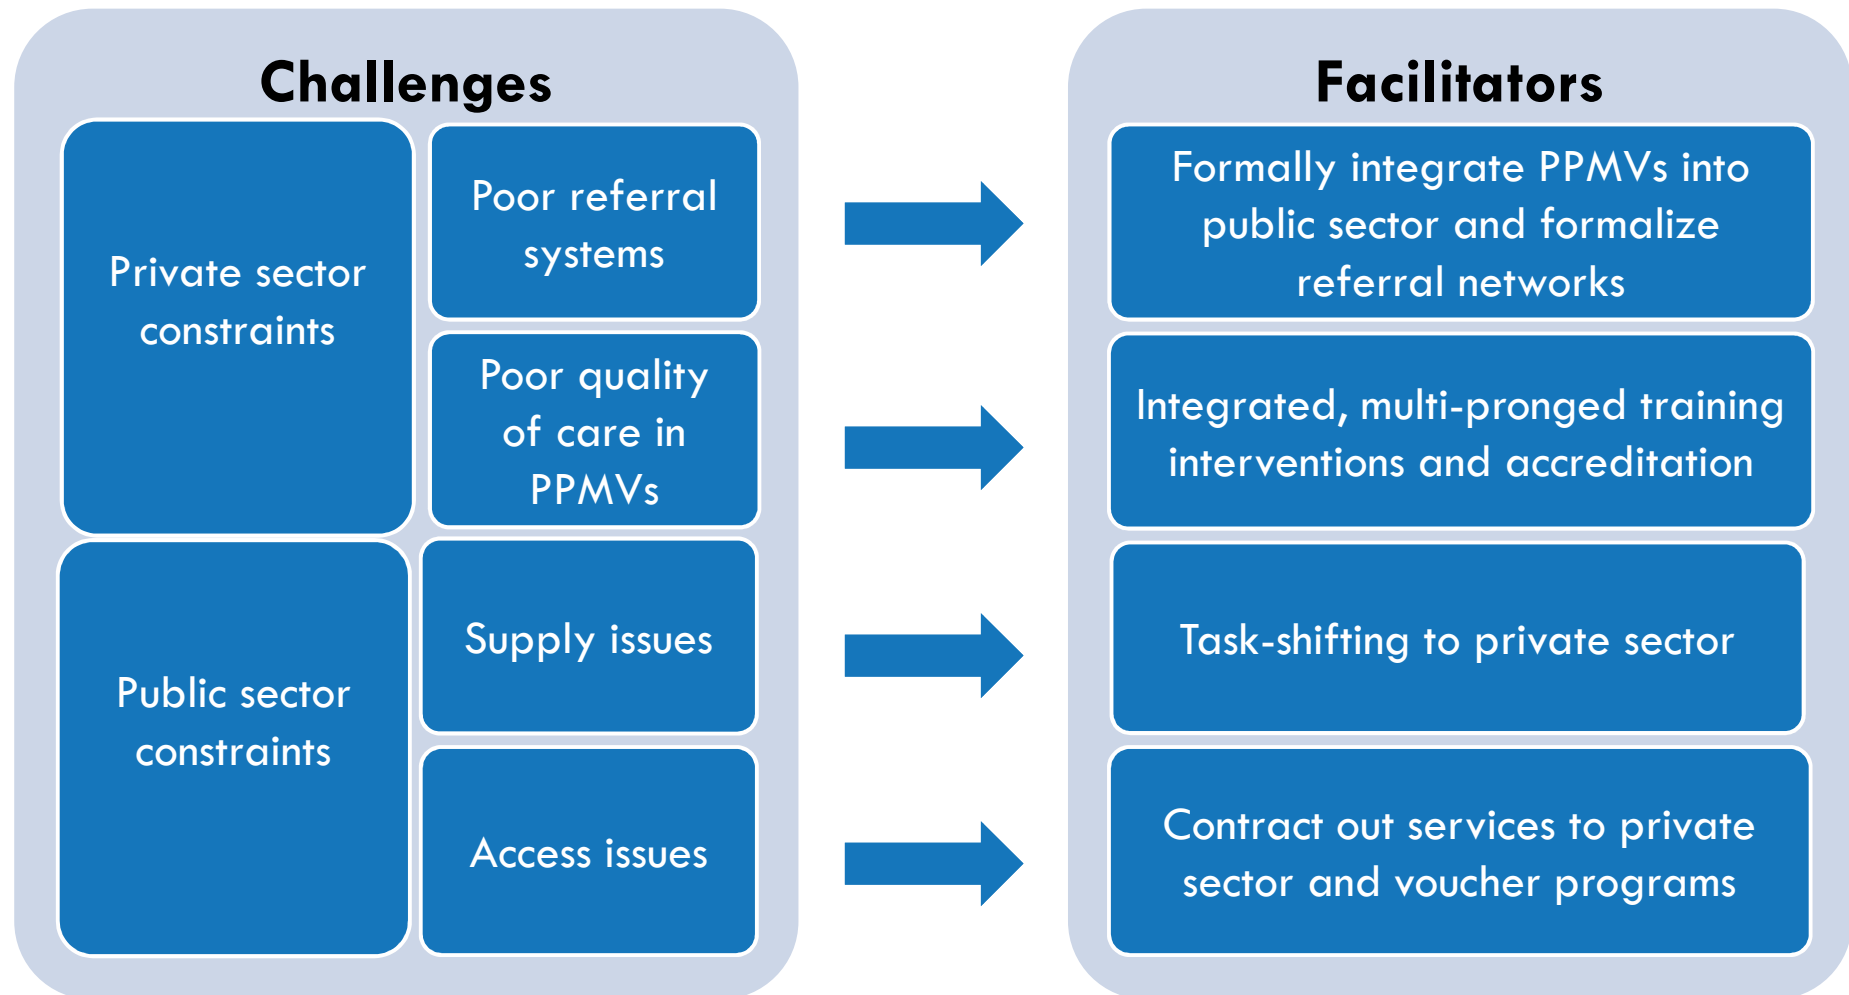 Challenges
Private sector
constraints
Poor referral
systems
Poor quality
of care in
PPMVs
Public sector
constraints
Supply issues
Access issues
Facilitators
Formally integrate PPMVs into
public sector and formalize
referral networks
Integrated, multi-pronged training
interventions and accreditation
Task-shifting to private sector
Contract out services to private
sector and voucher programs